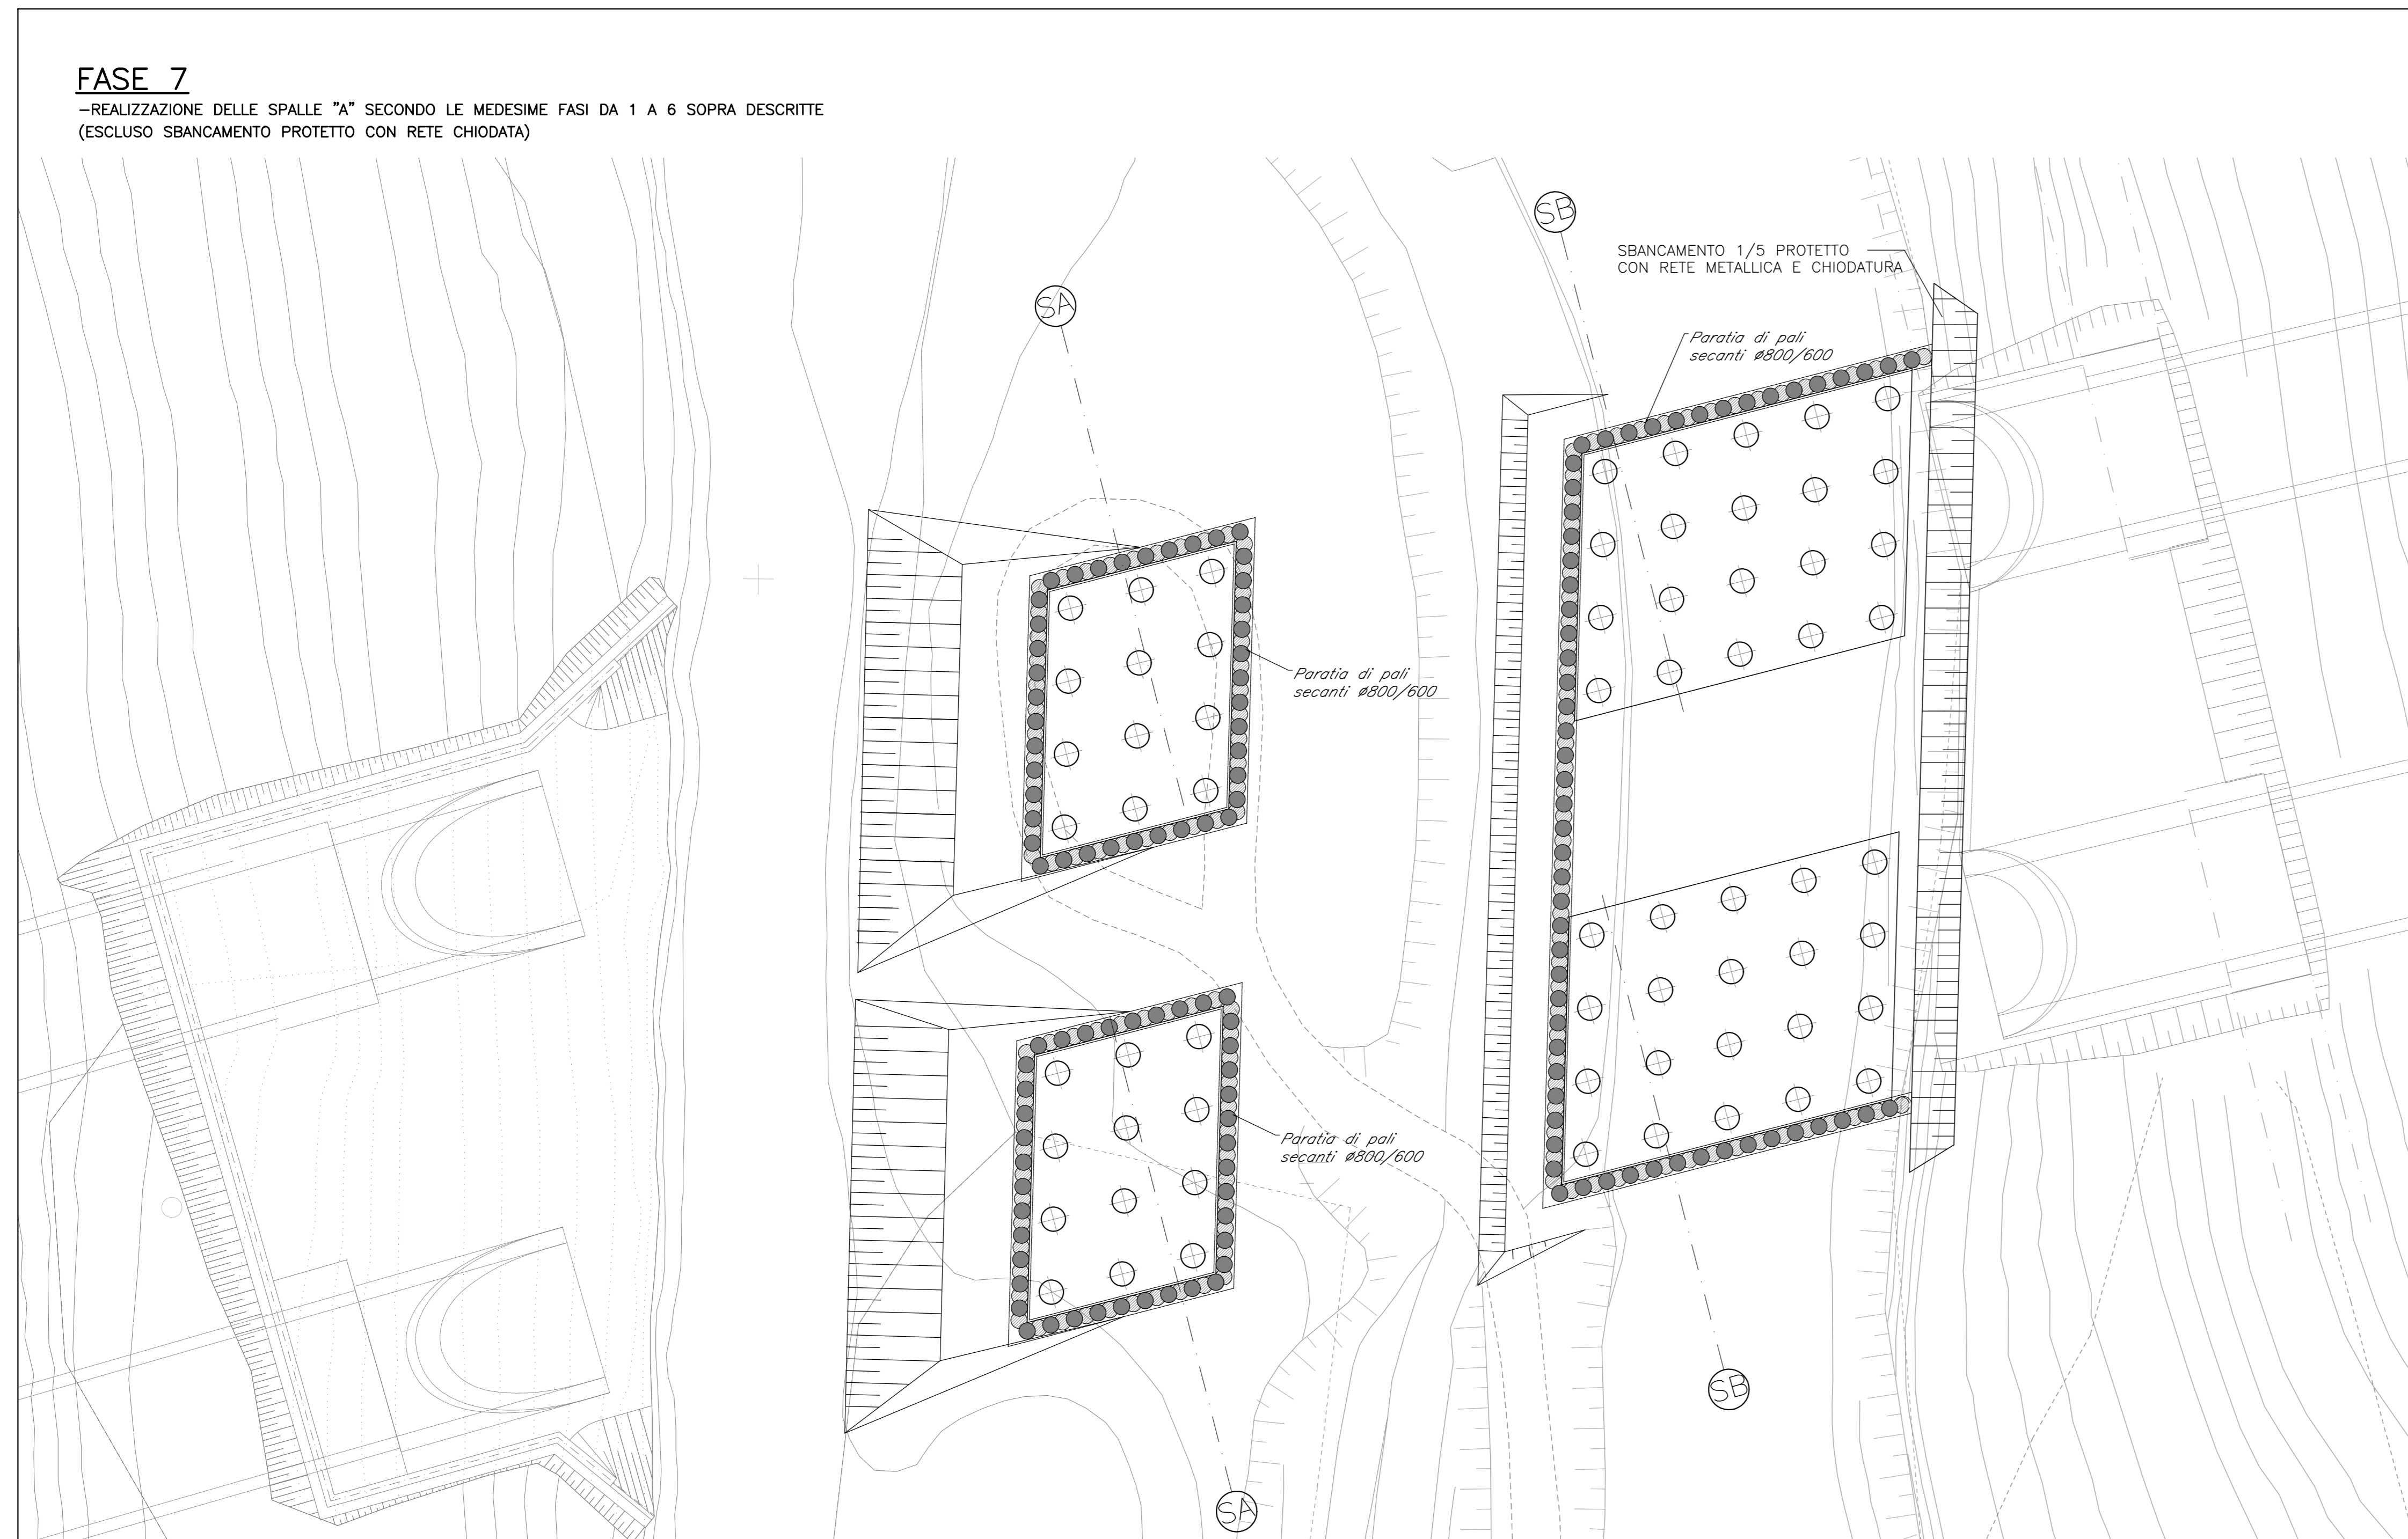 FASE 7
–REALIZZAZIONE DELLE SPALLE "A" SECONDO LE MEDESIME FASI DA 1 A 6 SOPRA DESCRITTE
(ESCLUSO SBANCAMENTO PROTETTO CON RETE CHIODATA)
SB
SBANCAMENTO 1/5 PROTETTO
CON RETE METALLICA E CHIODATURA
SA
Paratia di pali
secanti ø800/600
Paratia di pali
secanti ø800/600
Paratia di pali
secanti ø800/600
SB
SA